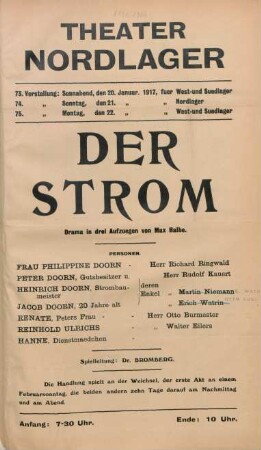 THEATER
NORDLAGER
73. Vorstellung: Sonnabend, den 20. Januar. 1917, fuer West-und Suedlager
74. „ Sonntag, den 21. „ „ Nordlager
75. „ Montag, den 22. „ „ West-und Suedlager
DER
STROM
Drama in drei Aufzuegen von Max Halbe.
PERSONEN.
FRAU PHILIPPINE DOORN - Herr Richard Ringwald
PETER DOORN, Gutsbesitzer u. Herr Rudolf Kanert
HEINRICH DOORN, Strombau- deren
meister Enkel „ Martin Niemann
JACOB DOORN, 20 Jahre alt „ Erich Watrin
RENATE, Peters Frau - Herr Otto Burmester
REINHOLD ULRICHS - Walter Eilers
HANNE, Dienstmaedchen -
Spielleitung: Dr. BROMBERG.
Die Handlung spielt an der Weichsel, der erste Akt an einem
Februarsonntag, die beiden andern zehn Tage darauf am Nachmittag
und am Abend.
Anfang: 7-30 Uhr. Ende: 10 Uhr.